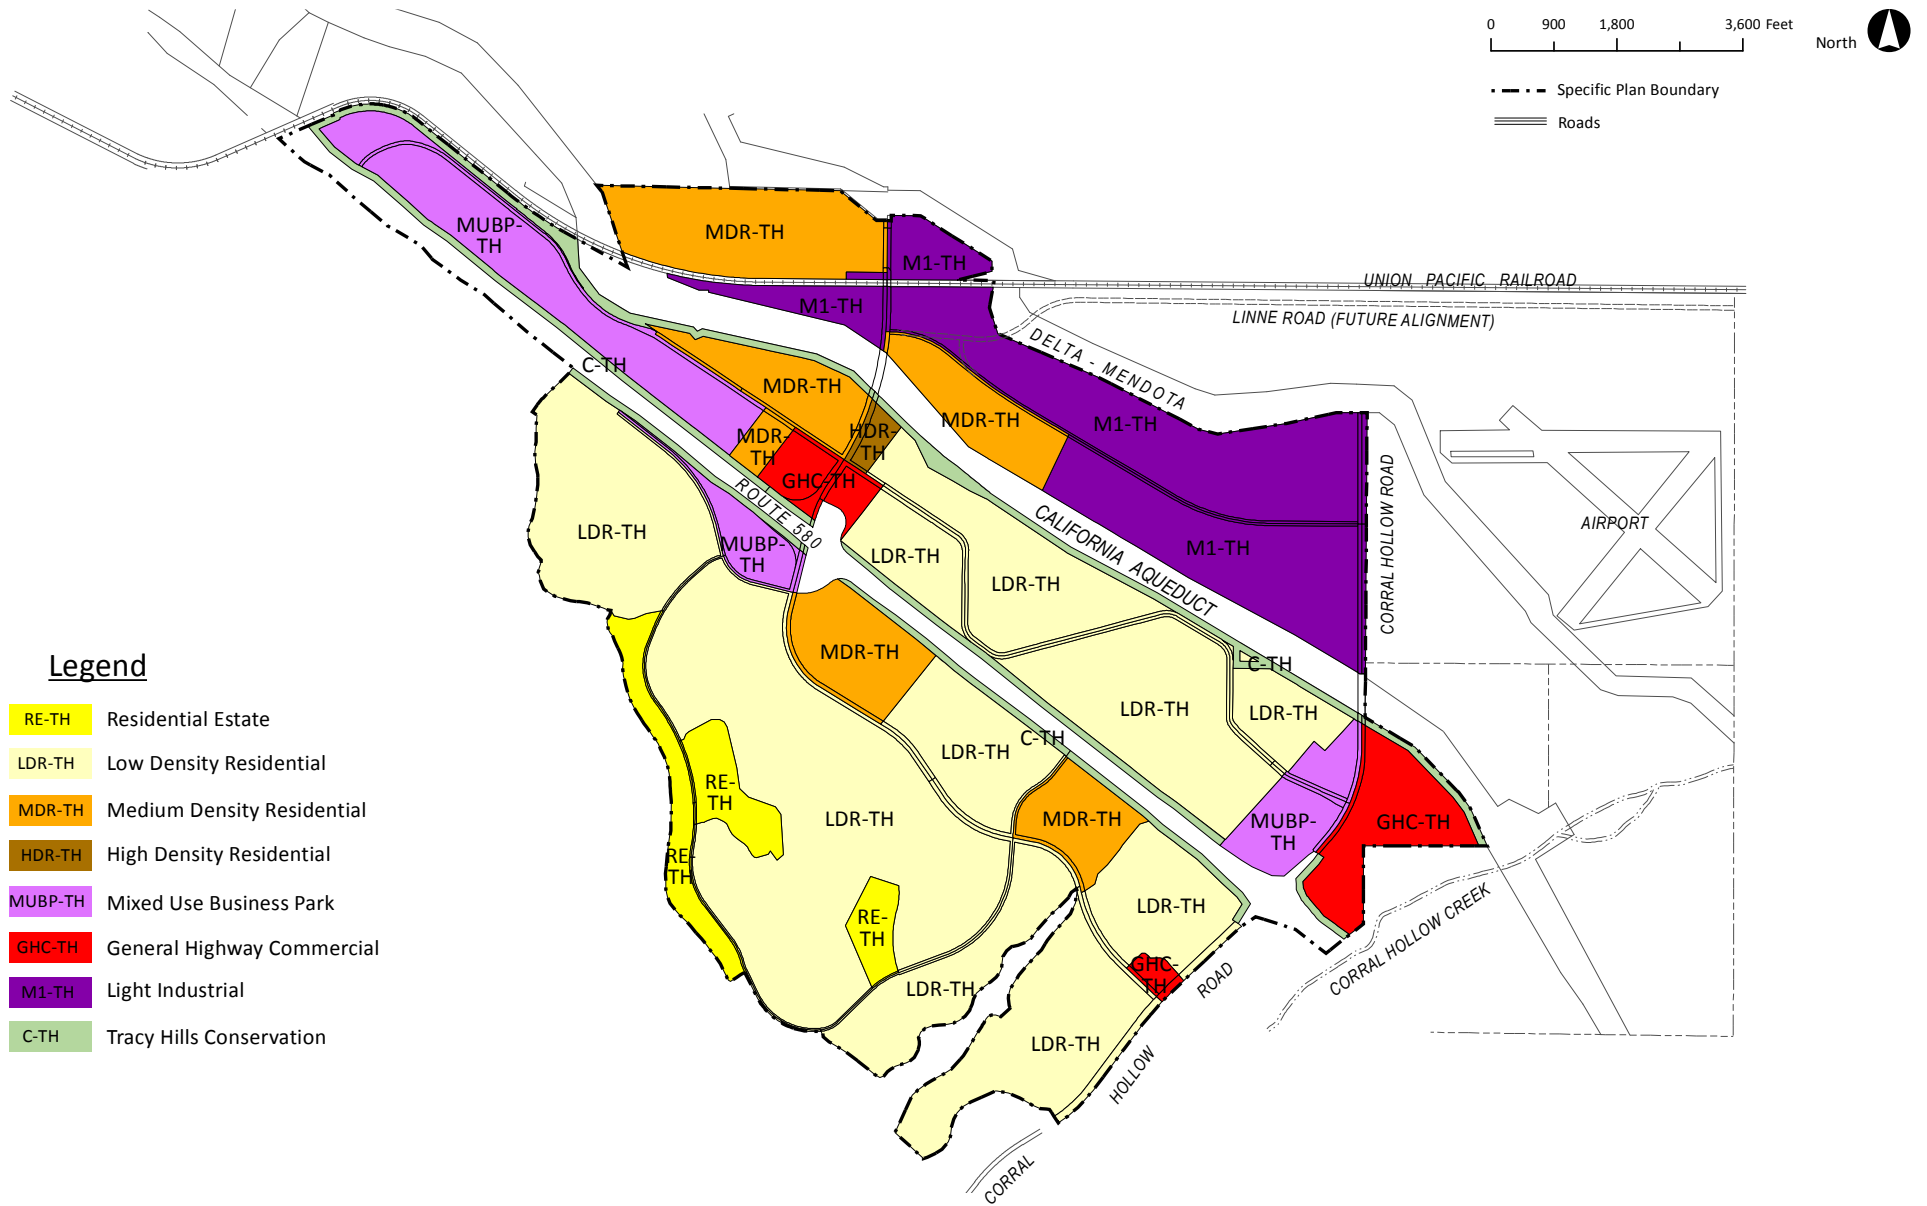 0 900 1,800 3,600 Feet
North
Specific Plan Boundary
Roads
MUBP-
TH
MDR-TH
M1-TH
M1-TH
UNION PACIFIC RAILROAD
LINNE ROAD (FUTURE ALIGNMENT)
DELTA - MENDOTA
C-TH
MDR-TH
MDR-TH
M1-TH
MDR-
TH
HDR-
TH
GHC-TH
ROUTE 580
CALIFORNIA AQUEDUCT
CORRAL HOLLOW ROAD
AIRPORT
LDR-TH
MUBP-
TH
LDR-TH
LDR-TH
M1-TH
MDR-TH
C-TH
LDR-TH
LDR-TH
LDR-TH
C-TH
RE-
TH
LDR-TH
MDR-TH
MUBP-
TH
GHC-TH
RE-
TH
RE-
TH
LDR-TH
LDR-TH
GHC-
TH
LDR-TH
CORRAL HOLLOW CREEK
CORRAL HOLLOW ROAD
Legend
RE-TH Residential Estate
LDR-TH Low Density Residential
MDR-TH Medium Density Residential
HDR-TH High Density Residential
MUBP-TH Mixed Use Business Park
GHC-TH General Highway Commercial
M1-TH Light Industrial
C-TH Tracy Hills Conservation